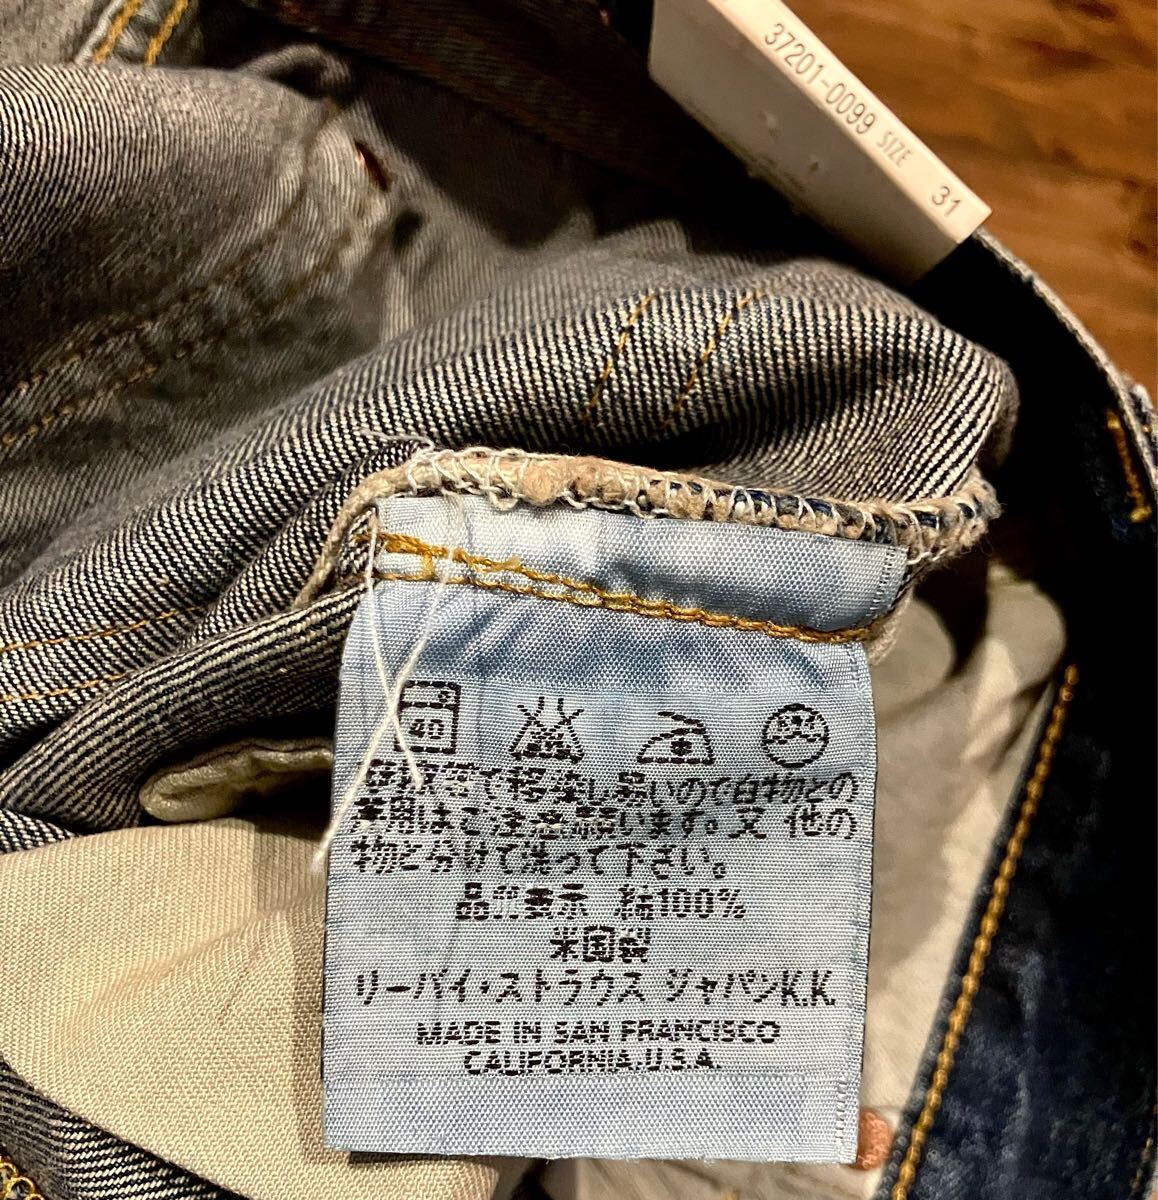 37201-0099 SIZE 31
40
中 性
摩擦等で移染し易いので白物との
兼用はご注意願います。又 他の
物と分けて洗って下さい。
品質表示 綿100%
米国製
リーバイ・ストラウス ジャパンK.K.
MADE IN SAN FRANCISCO
CALIFORNIA.U.S.A.